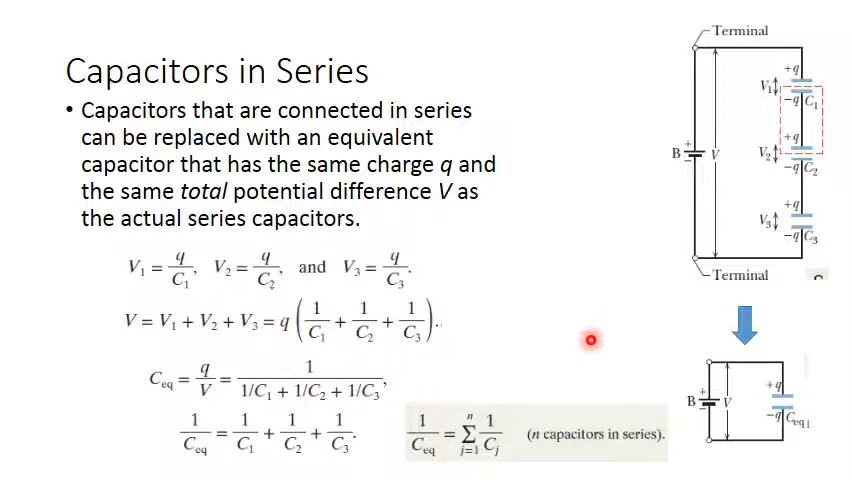 Capacitors in Series
• Capacitors that are connected in series
can be replaced with an equivalent
capacitor that has the same charge q and
the same total potential difference V as
the actual series capacitors.
V₁ = q/C₁, V₂ = q/C₂, and V₃ = q/C₃.
V = V₁ + V₂ + V₃ = q (1/C₁ + 1/C₂ + 1/C₃).
C_eq = q/V = 1/(1/C₁ + 1/C₂ + 1/C₃),
1/C_eq = 1/C₁ + 1/C₂ + 1/C₃.
1/C_eq = Σ_{j=1}^{n} 1/C_j (n capacitors in series).
Terminal
+q
V₁
−q C₁
+q
B + − V
V₂
−q C₂
+q
V₃
−q C₃
Terminal
+q
B + − V
−q C_eq